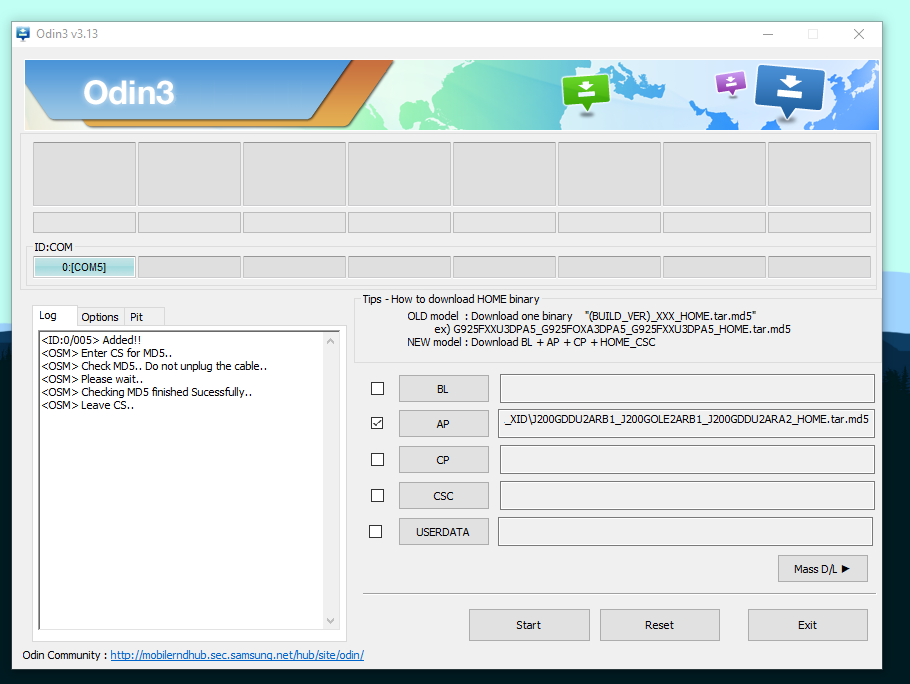 Odin3 v3.13
Odin3
ID:COM
0:[COM5]
Log
Options
Pit
<ID:0/005> Added!!
<OSM> Enter CS for MD5..
<OSM> Check MD5.. Do not unplug the cable..
<OSM> Please wait..
<OSM> Checking MD5 finished Sucessfully..
<OSM> Leave CS..
Tips - How to download HOME binary
OLD model : Download one binary "(BUILD_VER)_XXX_HOME.tar.md5"
ex) G925FXXU3DPA5_G925FOXA3DPA5_G925FXXU3DPA5_HOME.tar.md5
NEW model : Download BL + AP + CP + HOME_CSC
BL
AP
_XID\J200GDDU2ARB1_J200GOLE2ARB1_J200GDDU2ARA2_HOME.tar.md5
CP
CSC
USERDATA
Mass D/L ►
Start
Reset
Exit
Odin Community : http://mobilerndhub.sec.samsung.net/hub/site/odin/